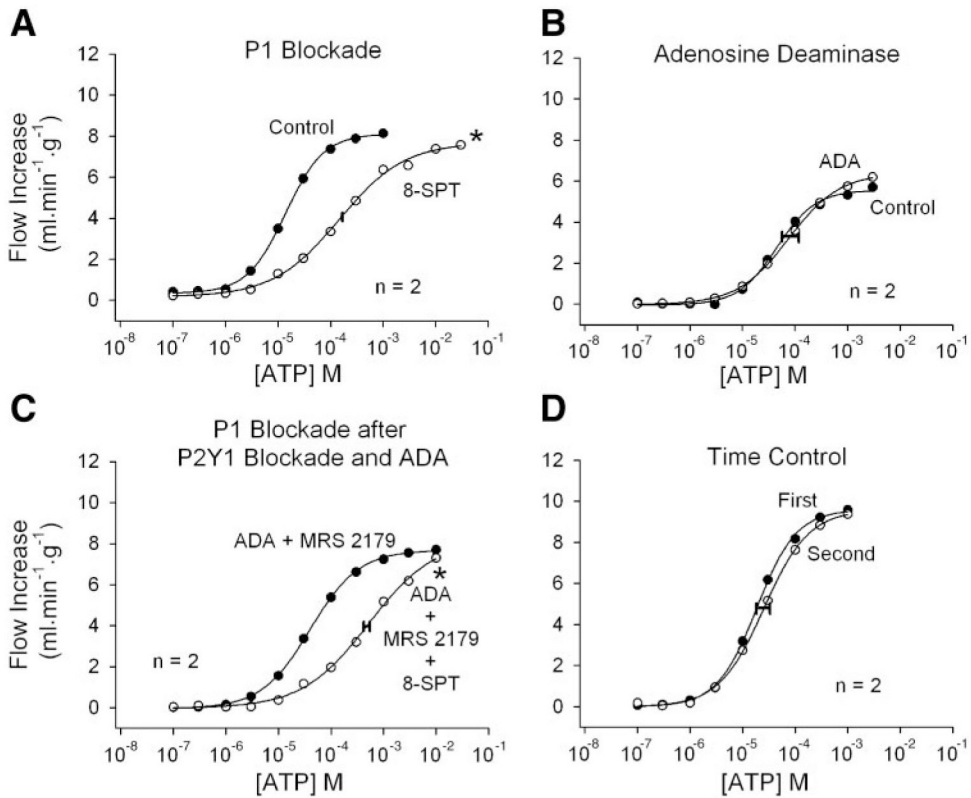 A
P1 Blockade
Flow Increase
(ml.min⁻¹.g⁻¹)
12
10
8
6
4
2
0
Control
*
8-SPT
n = 2
10⁻⁸ 10⁻⁷ 10⁻⁶ 10⁻⁵ 10⁻⁴ 10⁻³ 10⁻² 10⁻¹
[ATP] M
B
Adenosine Deaminase
12
10
8
6
4
2
0
ADA
Control
n = 2
10⁻⁸ 10⁻⁷ 10⁻⁶ 10⁻⁵ 10⁻⁴ 10⁻³ 10⁻² 10⁻¹
[ATP] M
C
P1 Blockade after
P2Y1 Blockade and ADA
Flow Increase
(ml.min⁻¹.g⁻¹)
12
10
8
6
4
2
0
ADA + MRS 2179
*
ADA
+
MRS 2179
+
8-SPT
n = 2
10⁻⁸ 10⁻⁷ 10⁻⁶ 10⁻⁵ 10⁻⁴ 10⁻³ 10⁻² 10⁻¹
[ATP] M
D
Time Control
12
10
8
6
4
2
0
First
Second
n = 2
10⁻⁸ 10⁻⁷ 10⁻⁶ 10⁻⁵ 10⁻⁴ 10⁻³ 10⁻² 10⁻¹
[ATP] M